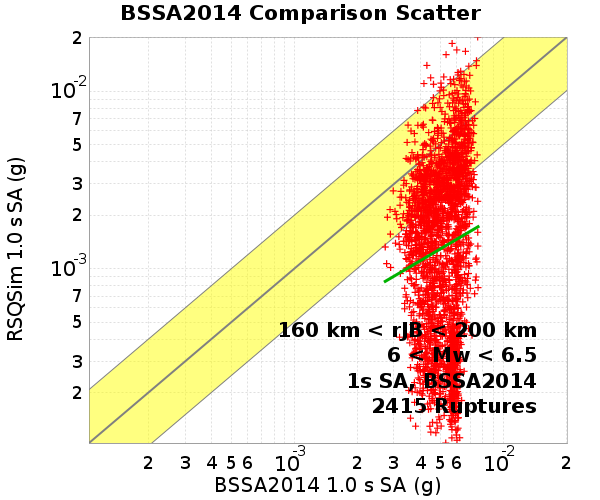 BSSA2014 Comparison Scatter
2
10-2
7
5
3
2
10-3
7
5
3
2
RSQSim 1.0 s SA (g)
160 km < rJB < 200 km
6 < Mw < 6.5
1s SA, BSSA2014
2415 Ruptures
2 3 4 5 6 10-3 2 3 4 5 6 10-2 2
BSSA2014 1.0 s SA (g)